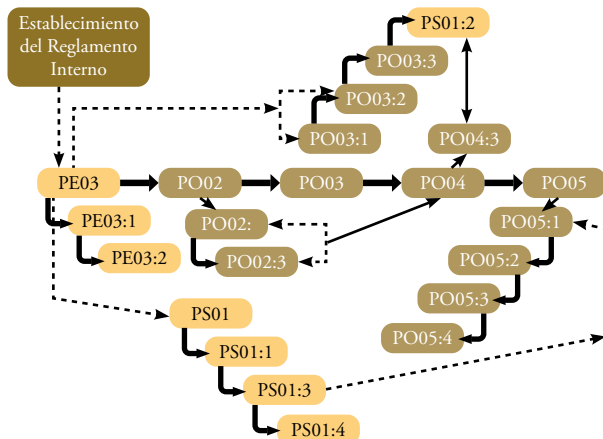 Establecimiento
del Reglamento
Interno
PS01:2
PO03:3
PO03:2
PO03:1
PO04:3
PE03
PO02
PO03
PO04
PO05
PE03:1
PO02:
PO05:1
PE03:2
PO02:3
PO05:2
PO05:3
PS01
PO05:4
PS01:1
PS01:3
PS01:4